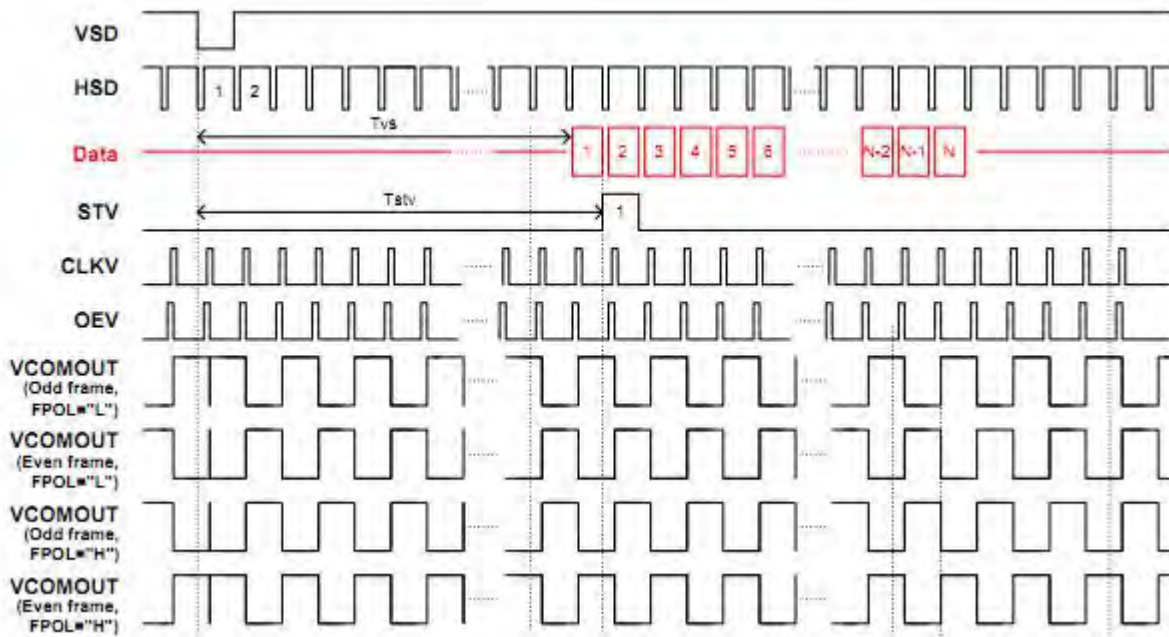 VSD
HSD
1 2
Tvs
Data
1 2 3 4 5 6 N-2 N-1 N
Tstv
STV
1
CLKV
OEV
VCOMOUT
(Odd frame,
FPOL="L")
VCOMOUT
(Even frame,
FPOL="L")
VCOMOUT
(Odd frame,
FPOL="H")
VCOMOUT
(Even frame,
FPOL="H")